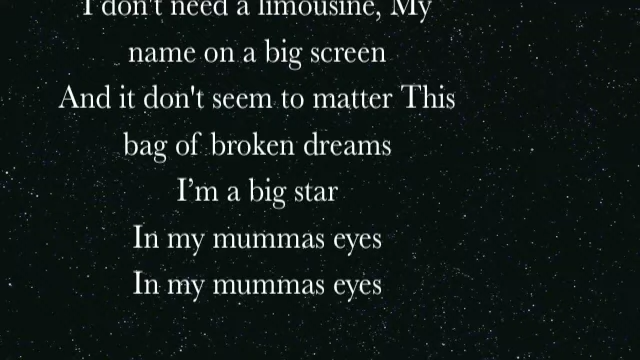 I don't need a limousine, My
name on a big screen
And it don't seem to matter This
bag of broken dreams
I’m a big star
In my mummas eyes
In my mummas eyes